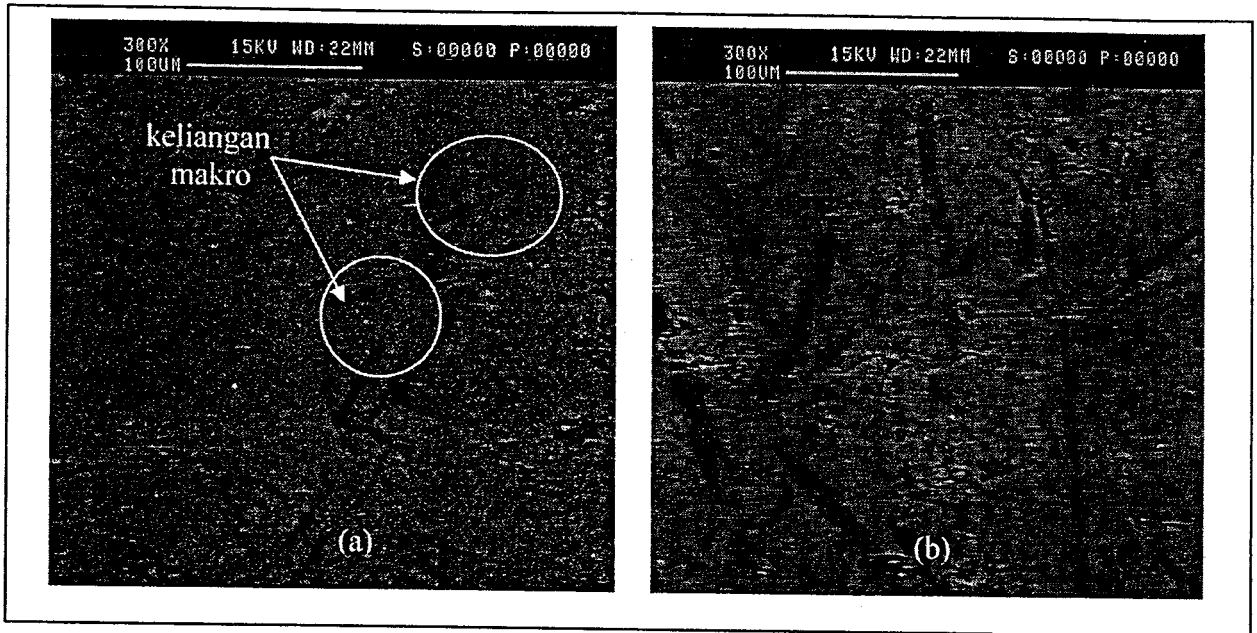 300X 15KV WD:22MM S:00000 P:00000
100UM
keliangan
makro
(a)
300X 15KV WD:22MM S:00000 P:00000
100UM
(b)